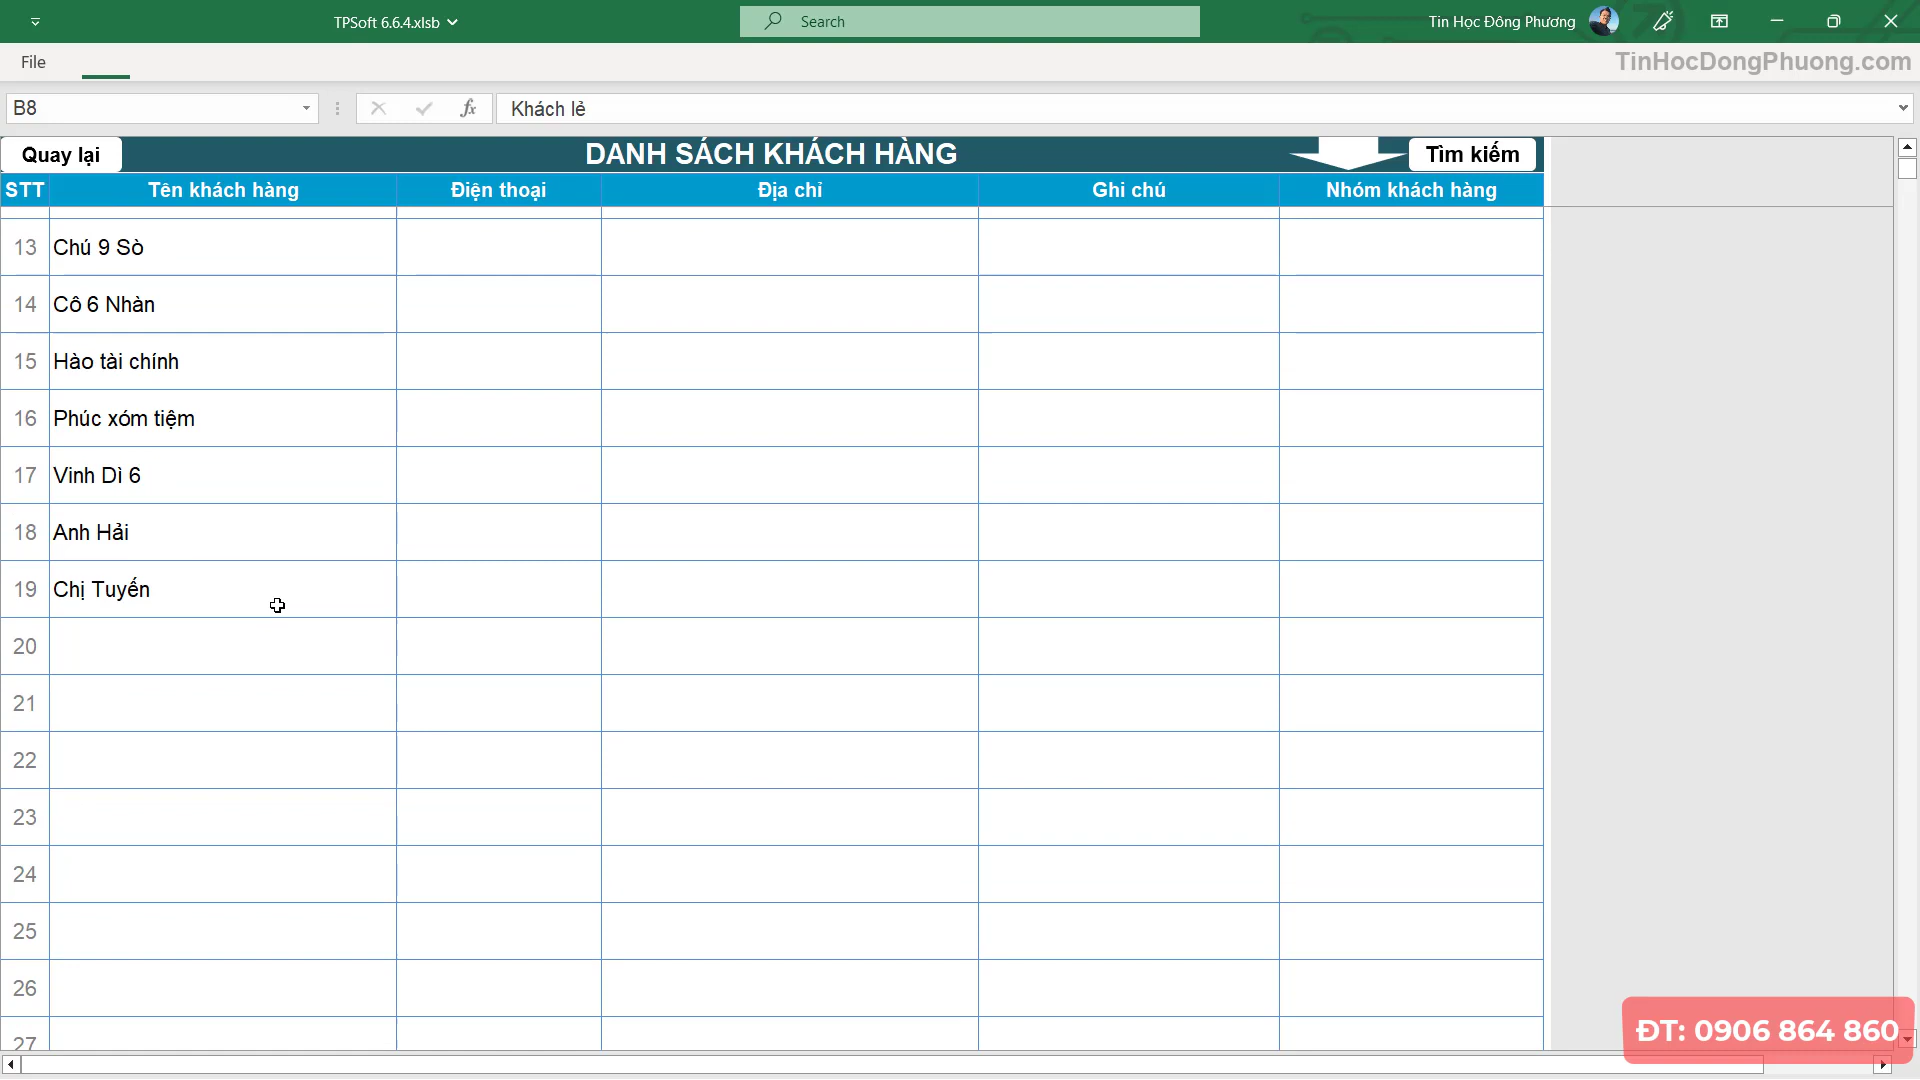 TPSoft 6.6.4.xlsb
Search
Tin Học Đông Phương
File
TinHocDongPhuong.com
B8
fx
Khách lẻ
Quay lại
DANH SÁCH KHÁCH HÀNG
Tìm kiếm
STT Tên khách hàng Điện thoại Địa chỉ Ghi chú Nhóm khách hàng
13 Chú 9 Sò
14 Cô 6 Nhàn
15 Hào tài chính
16 Phúc xóm tiệm
17 Vinh Dì 6
18 Anh Hải
19 Chị Tuyến
20
21
22
23
24
25
26
27
ĐT: 0906 864 860